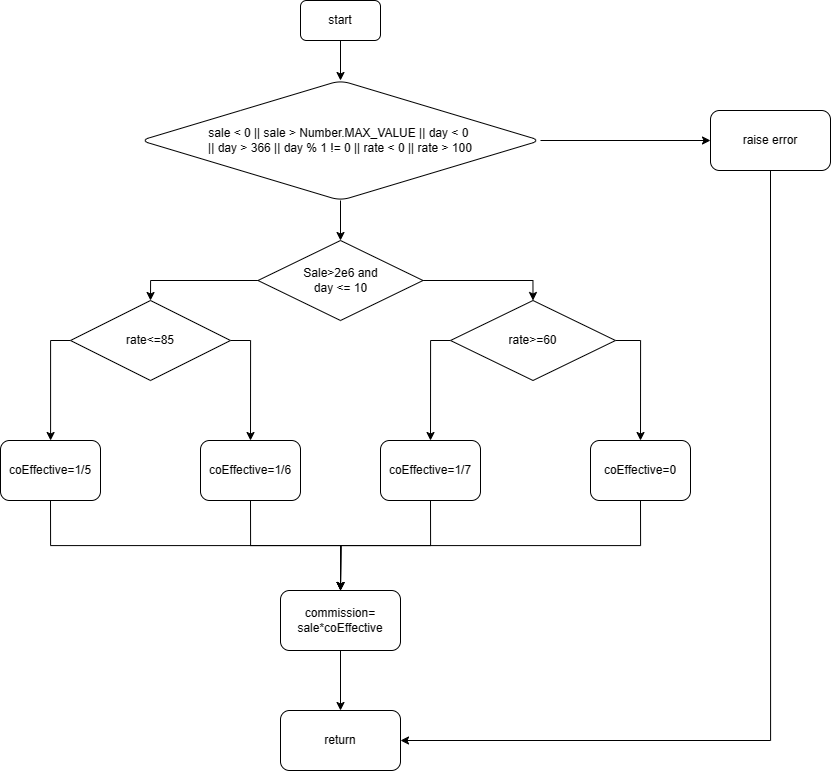 start
sale < 0 || sale > Number.MAX_VALUE || day < 0
|| day > 366 || day % 1 != 0 || rate < 0 || rate > 100
raise error
Sale>2e6 and
day <= 10
rate<=85
rate>=60
coEffective=1/5
coEffective=1/6
coEffective=1/7
coEffective=0
commission=
sale*coEffective
return